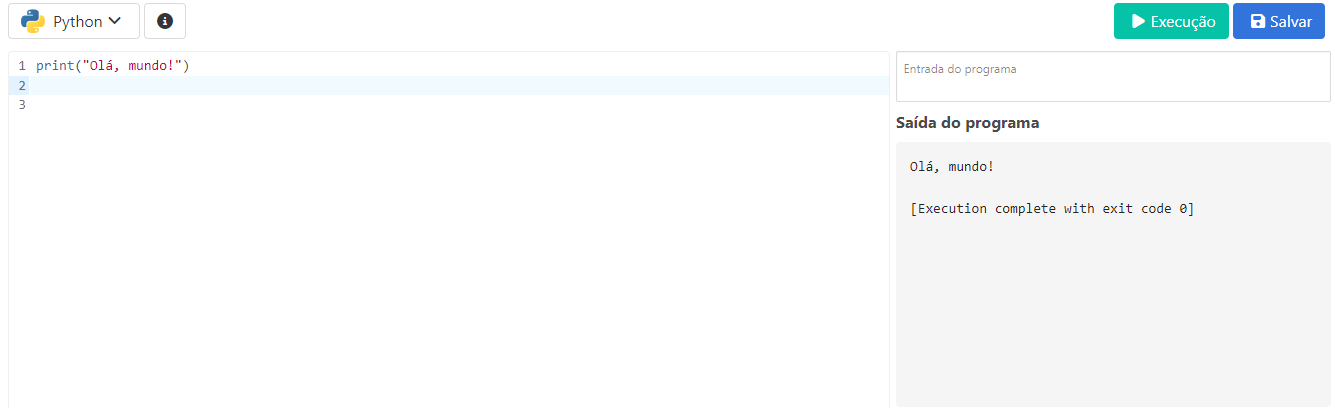 Python
Execução
Salvar
1 print("Olá, mundo!")
2
3
Entrada do programa
Saída do programa
Olá, mundo!
[Execution complete with exit code 0]